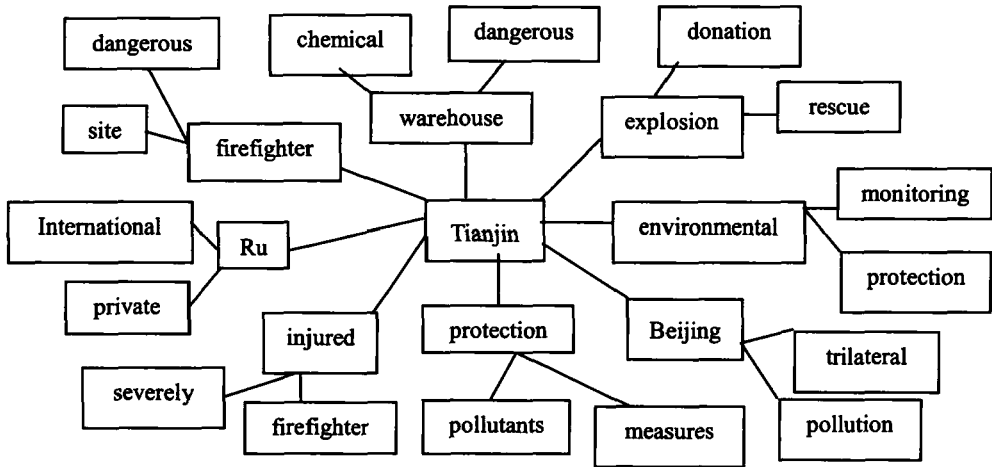 dangerous
chemical
dangerous
donation
site
firefighter
warehouse
explosion
rescue
International
Ru
Tianjin
environmental
monitoring
private
protection
injured
protection
Beijing
trilateral
severely
firefighter
pollutants
measures
pollution